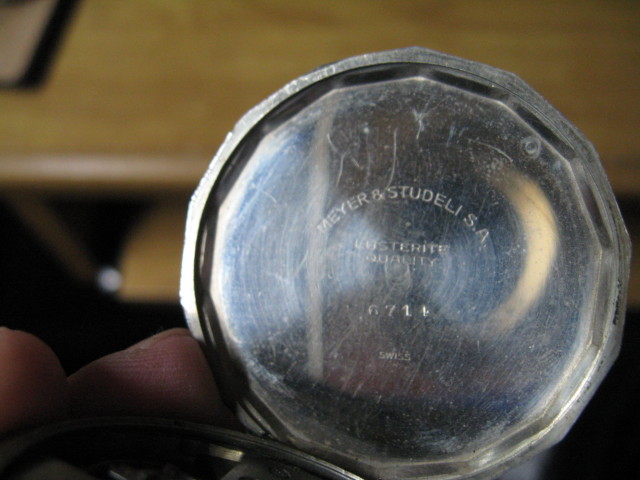 MEYER & STUDELI S.A.
LUSTERITE
QUALITY
SWISS